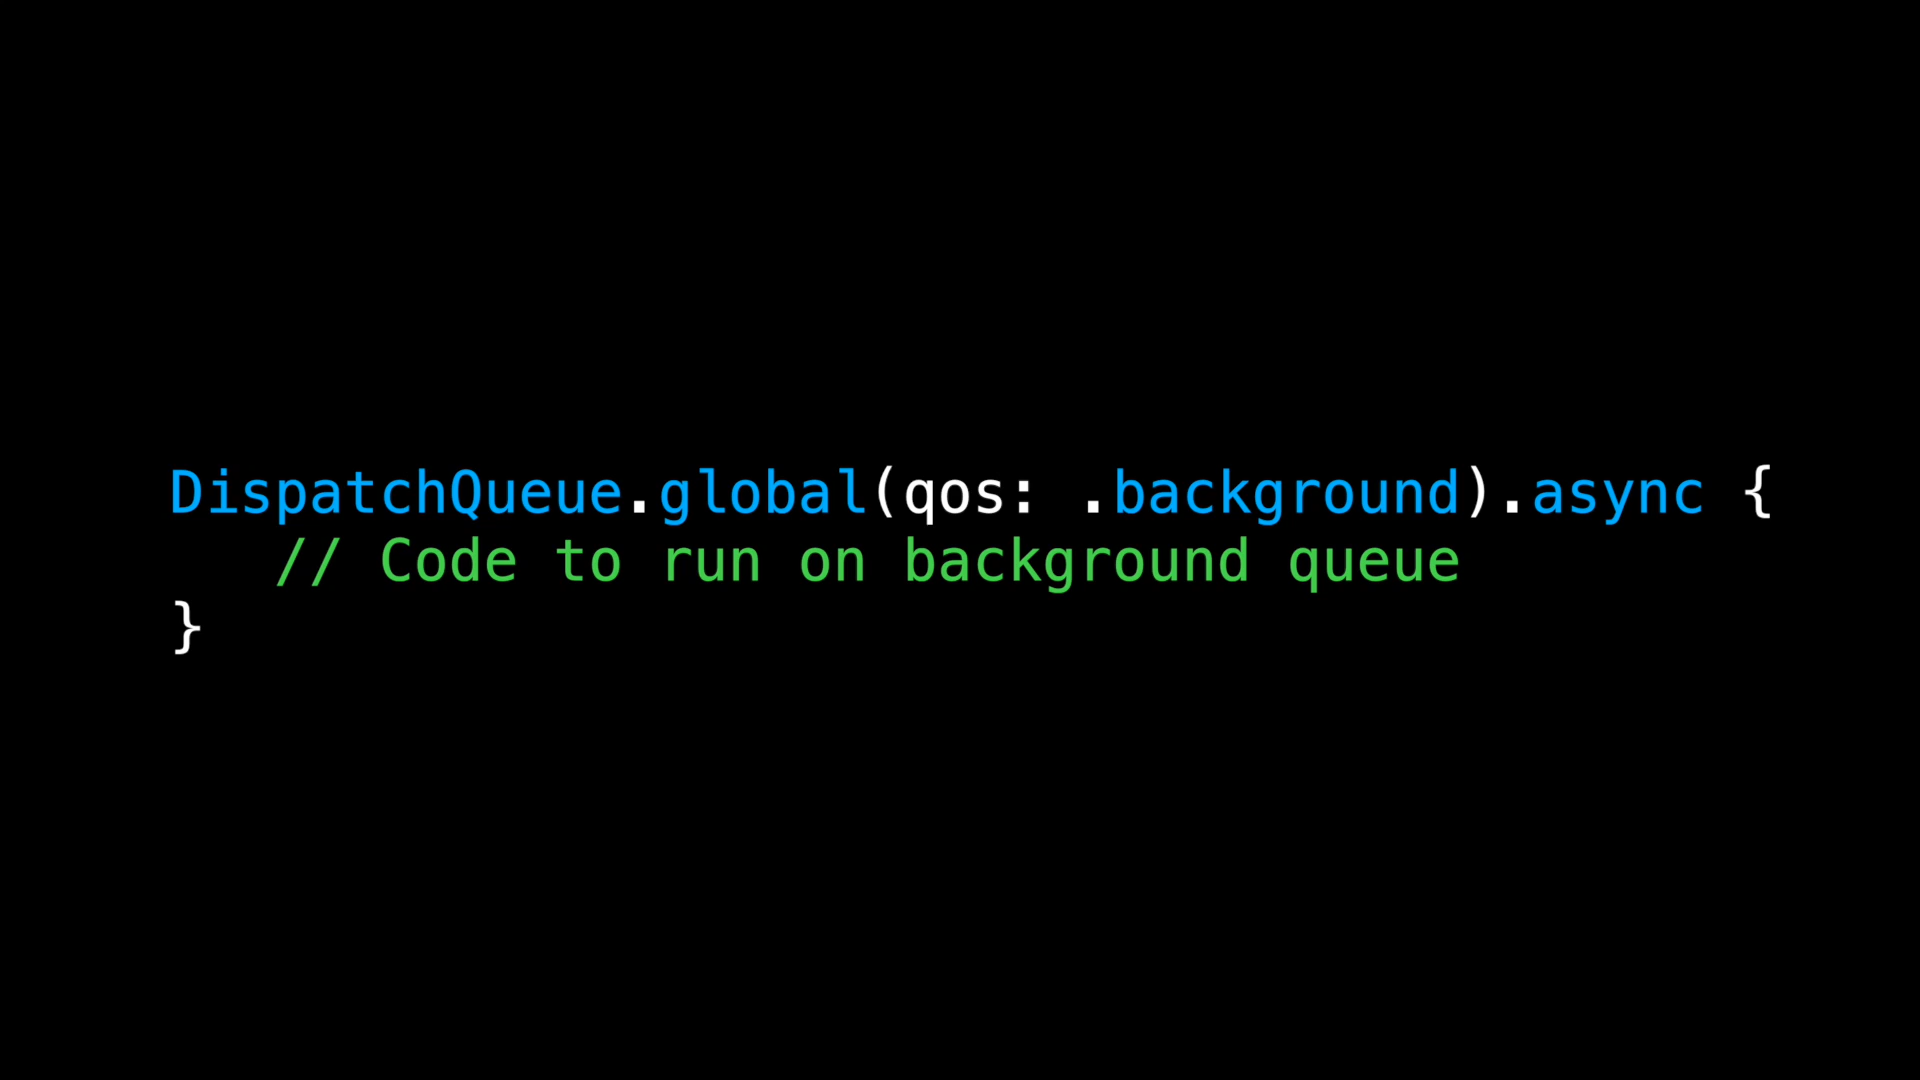 DispatchQueue.global(qos: .background).async {
   // Code to run on background queue
}